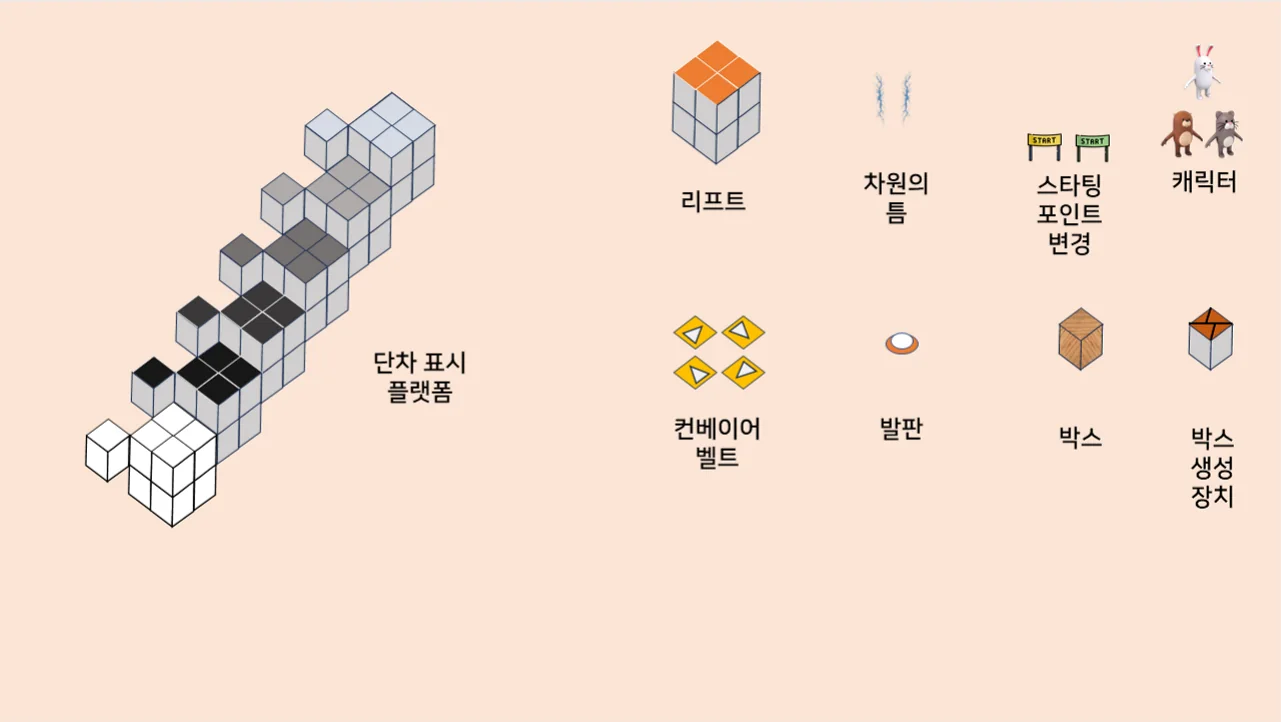 리프트
차원의
틈
START
START
스타팅
포인트
변경
캐릭터
단차 표시
플랫폼
컨베이어
벨트
발판
박스
박스
생성
장치